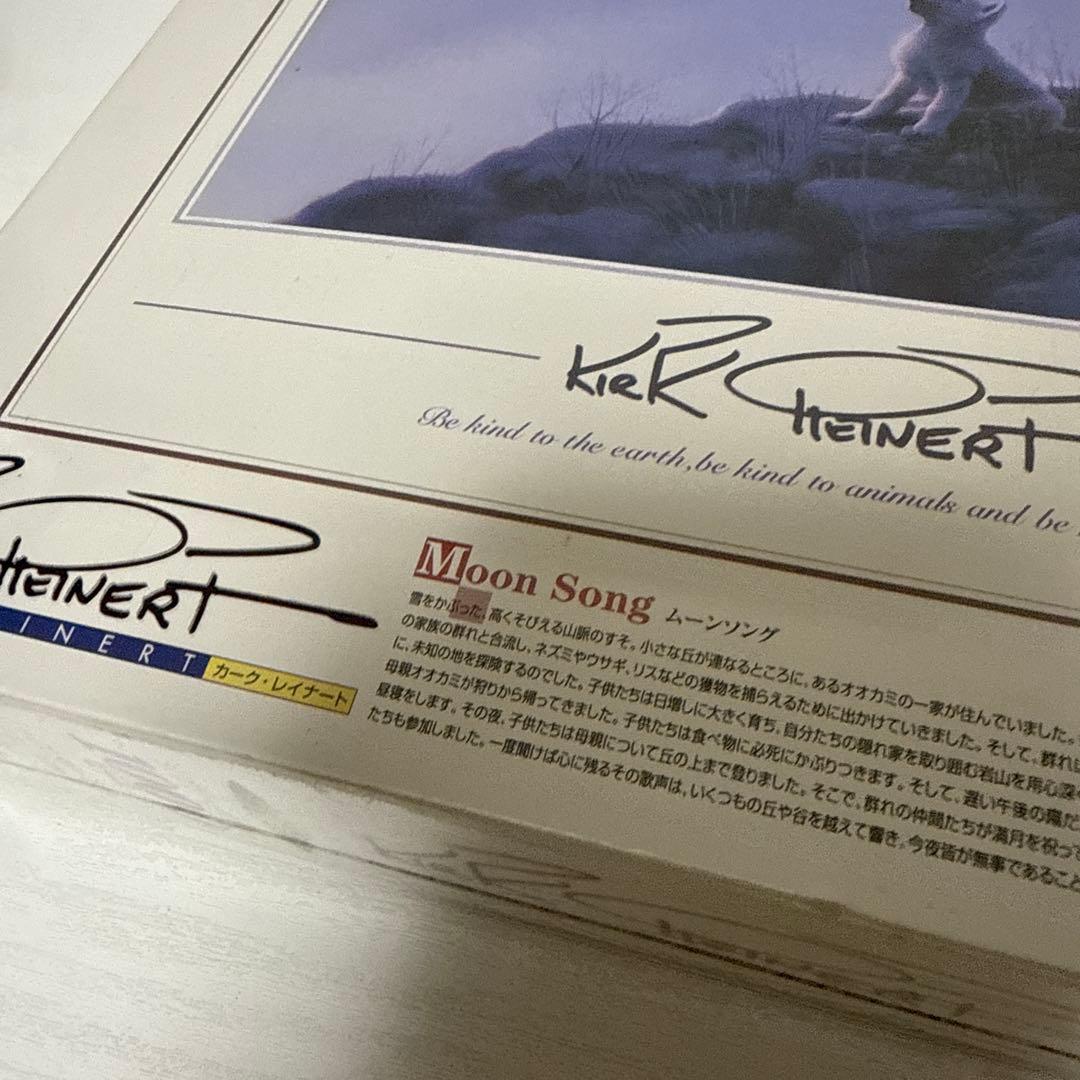 KIRK REINERT
Be kind to the earth,be kind to animals and be
REINERT
INERT カーク・レイナート
Moon Song ムーンソング
雪をかぶった、高くそびえる山脈のすそ。小さな丘が連なるところに、あるオオカミの一家が住んでいました。
の家族の群れと合流し、ネズミやウサギ、リスなどの獲物を捕らえるために出かけていきました。そして、群れは
に、未知の地を探険するのでした。子供たちは日増しに大きく育ち、自分たちの隠れ家を取り囲む岩山を用心深
母親オオカミが狩りから帰ってきました。子供たちは食べ物に必死にかぶりつきます。そして、遅い午後の陽だ
昼寝をします。その夜、子供たちは母親について丘の上まで登りました。そこで、群れの仲間たちが満月を祝って
たちも参加しました。一度聞けば心に残るその歌声は、いくつもの丘や谷を越えて響き、今夜皆が無事であること